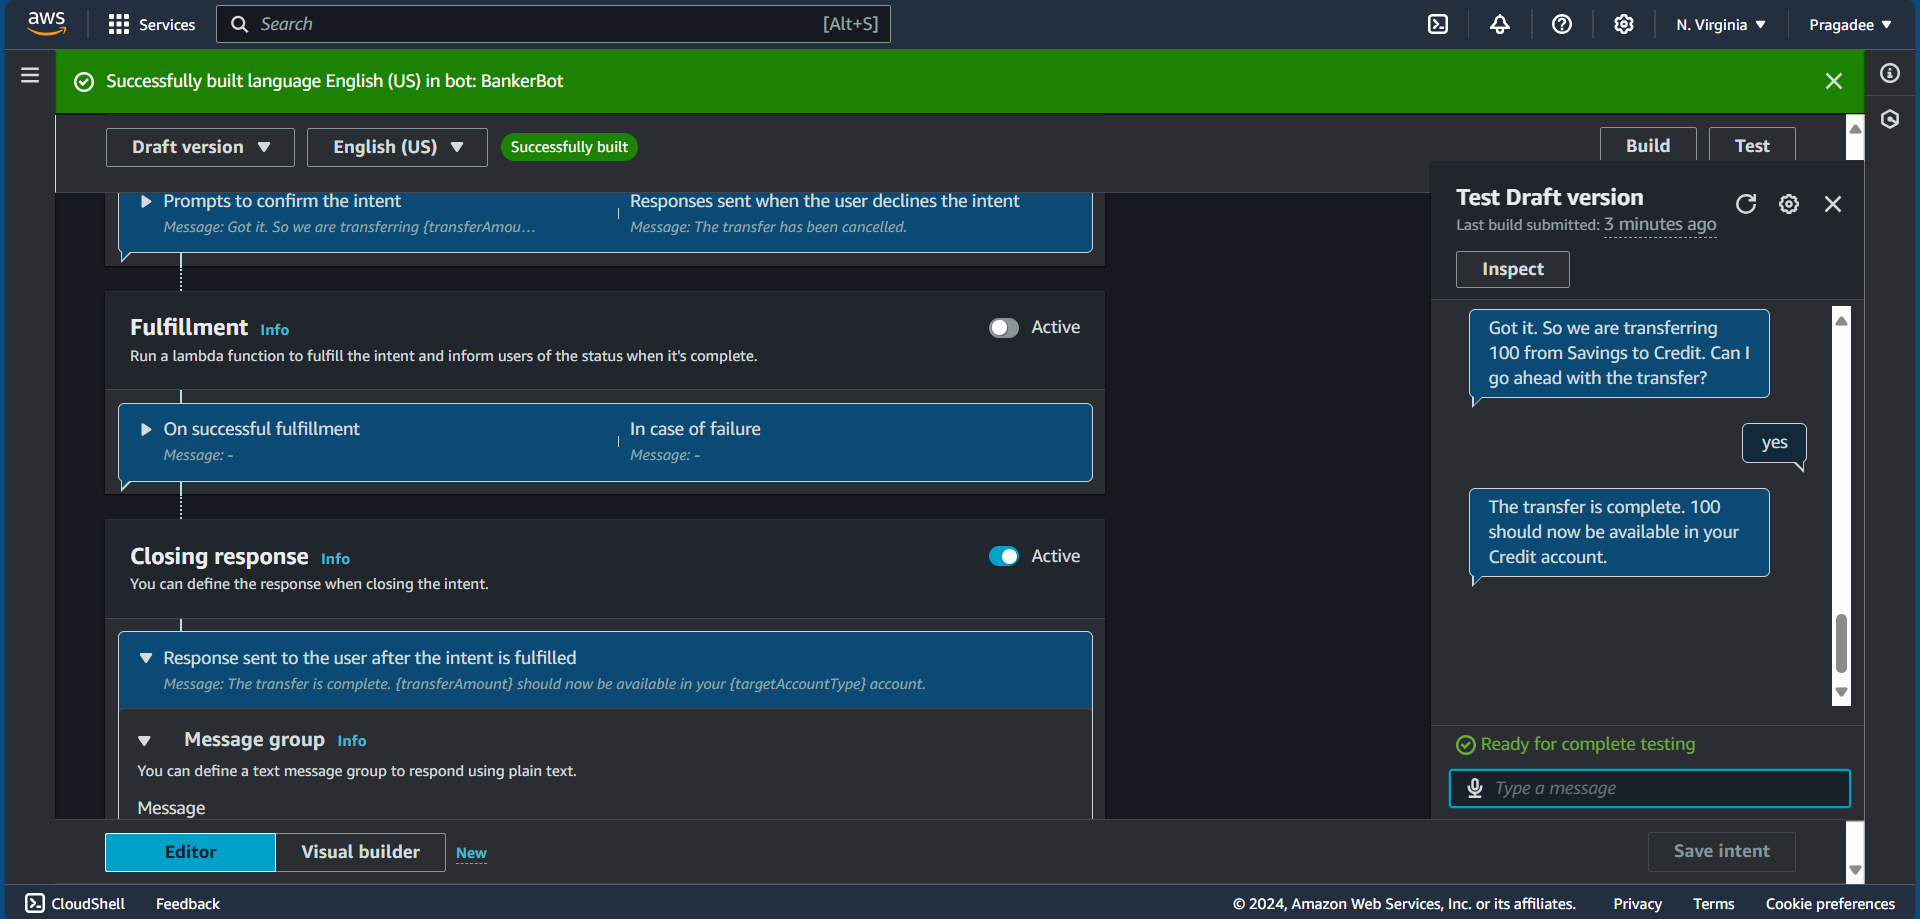 aws
Services
Search [Alt+S]
N. Virginia
Pragadee
Successfully built language English (US) in bot: BankerBot
Draft version
English (US)
Successfully built
Build
Test
Prompts to confirm the intent
Message: Got it. So we are transferring {transferAmou...
Responses sent when the user declines the intent
Message: The transfer has been cancelled.
Fulfillment Info
Active
Run a lambda function to fulfill the intent and inform users of the status when it's complete.
On successful fulfillment
Message: -
In case of failure
Message: -
Closing response Info
Active
You can define the response when closing the intent.
Response sent to the user after the intent is fulfilled
Message: The transfer is complete. {transferAmount} should now be available in your {targetAccountType} account.
Message group Info
You can define a text message group to respond using plain text.
Message
Test Draft version
Last build submitted: 3 minutes ago
Inspect
Got it. So we are transferring
100 from Savings to Credit. Can I
go ahead with the transfer?
yes
The transfer is complete. 100
should now be available in your
Credit account.
Ready for complete testing
Type a message
Editor
Visual builder
New
Save intent
CloudShell
Feedback
© 2024, Amazon Web Services, Inc. or its affiliates.
Privacy
Terms
Cookie preferences